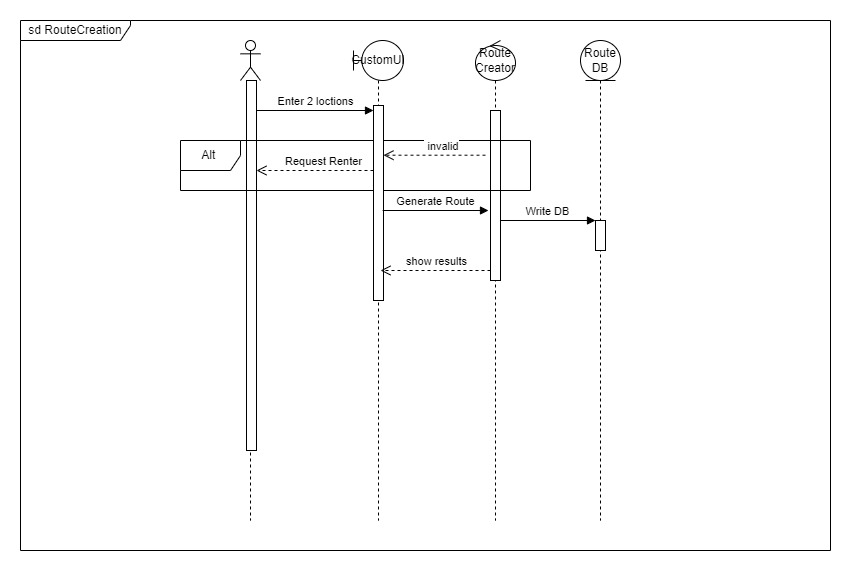 sd RouteCreation
CustomUI
Route
Creator
Route
DB
Enter 2 loctions
Alt
invalid
Request Renter
Generate Route
Write DB
show results